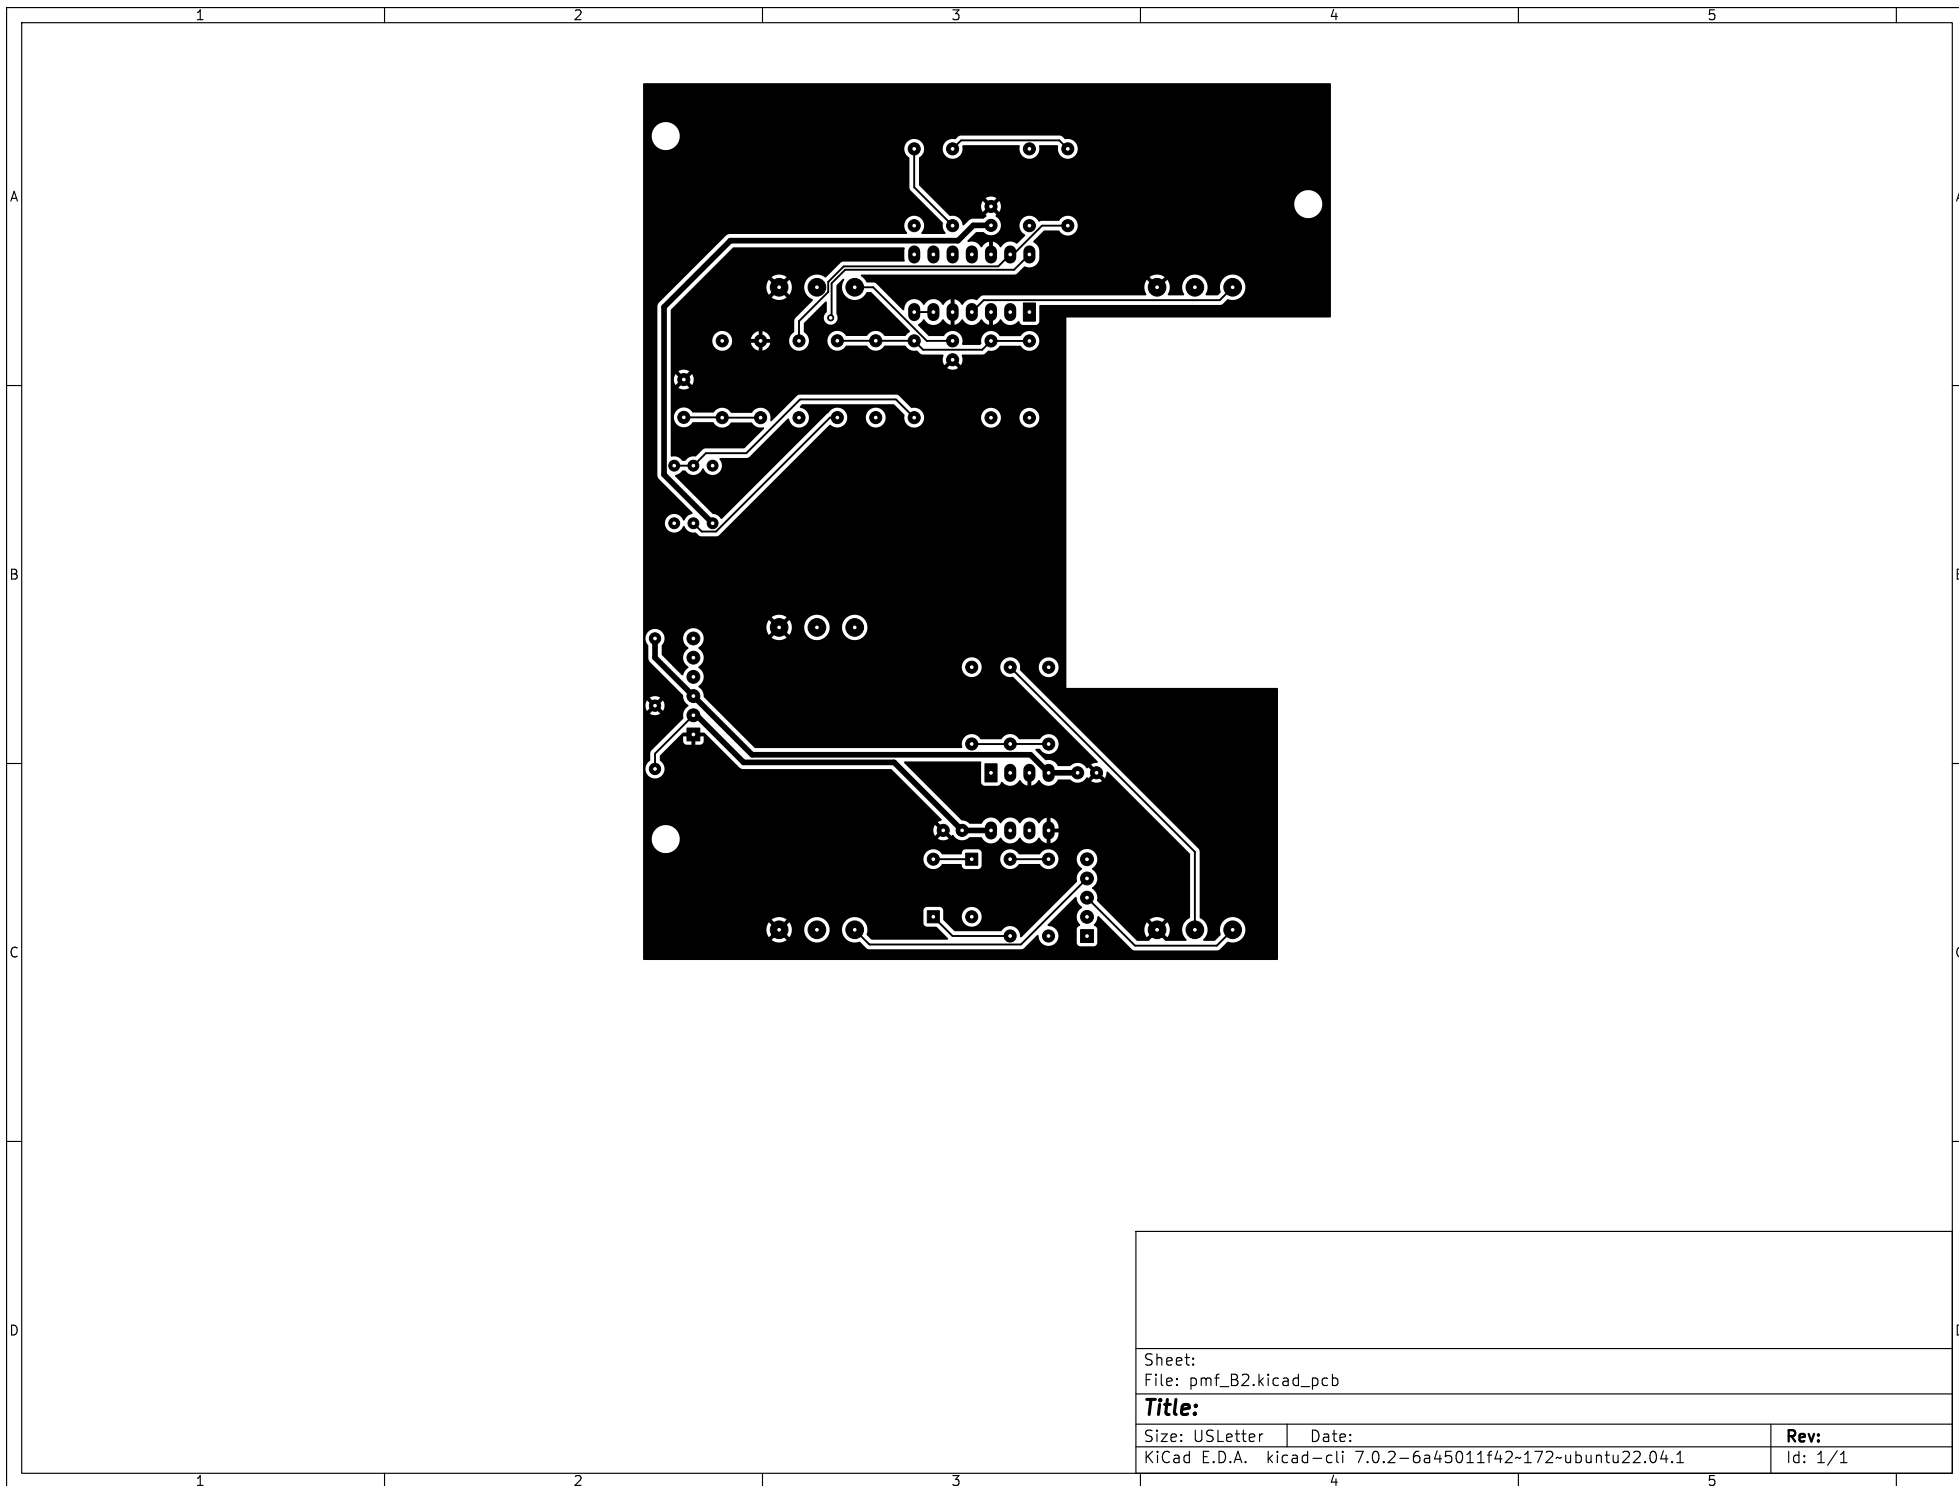 1 2 3 4 5
A A
B B
C C
D D
Sheet:
File: pmf_B2.kicad_pcb
Title:
Size: USLetter Date: Rev:
KiCad E.D.A. kicad-cli 7.0.2-6a45011f42~172~ubuntu22.04.1 Id: 1/1
1 2 3 4 5